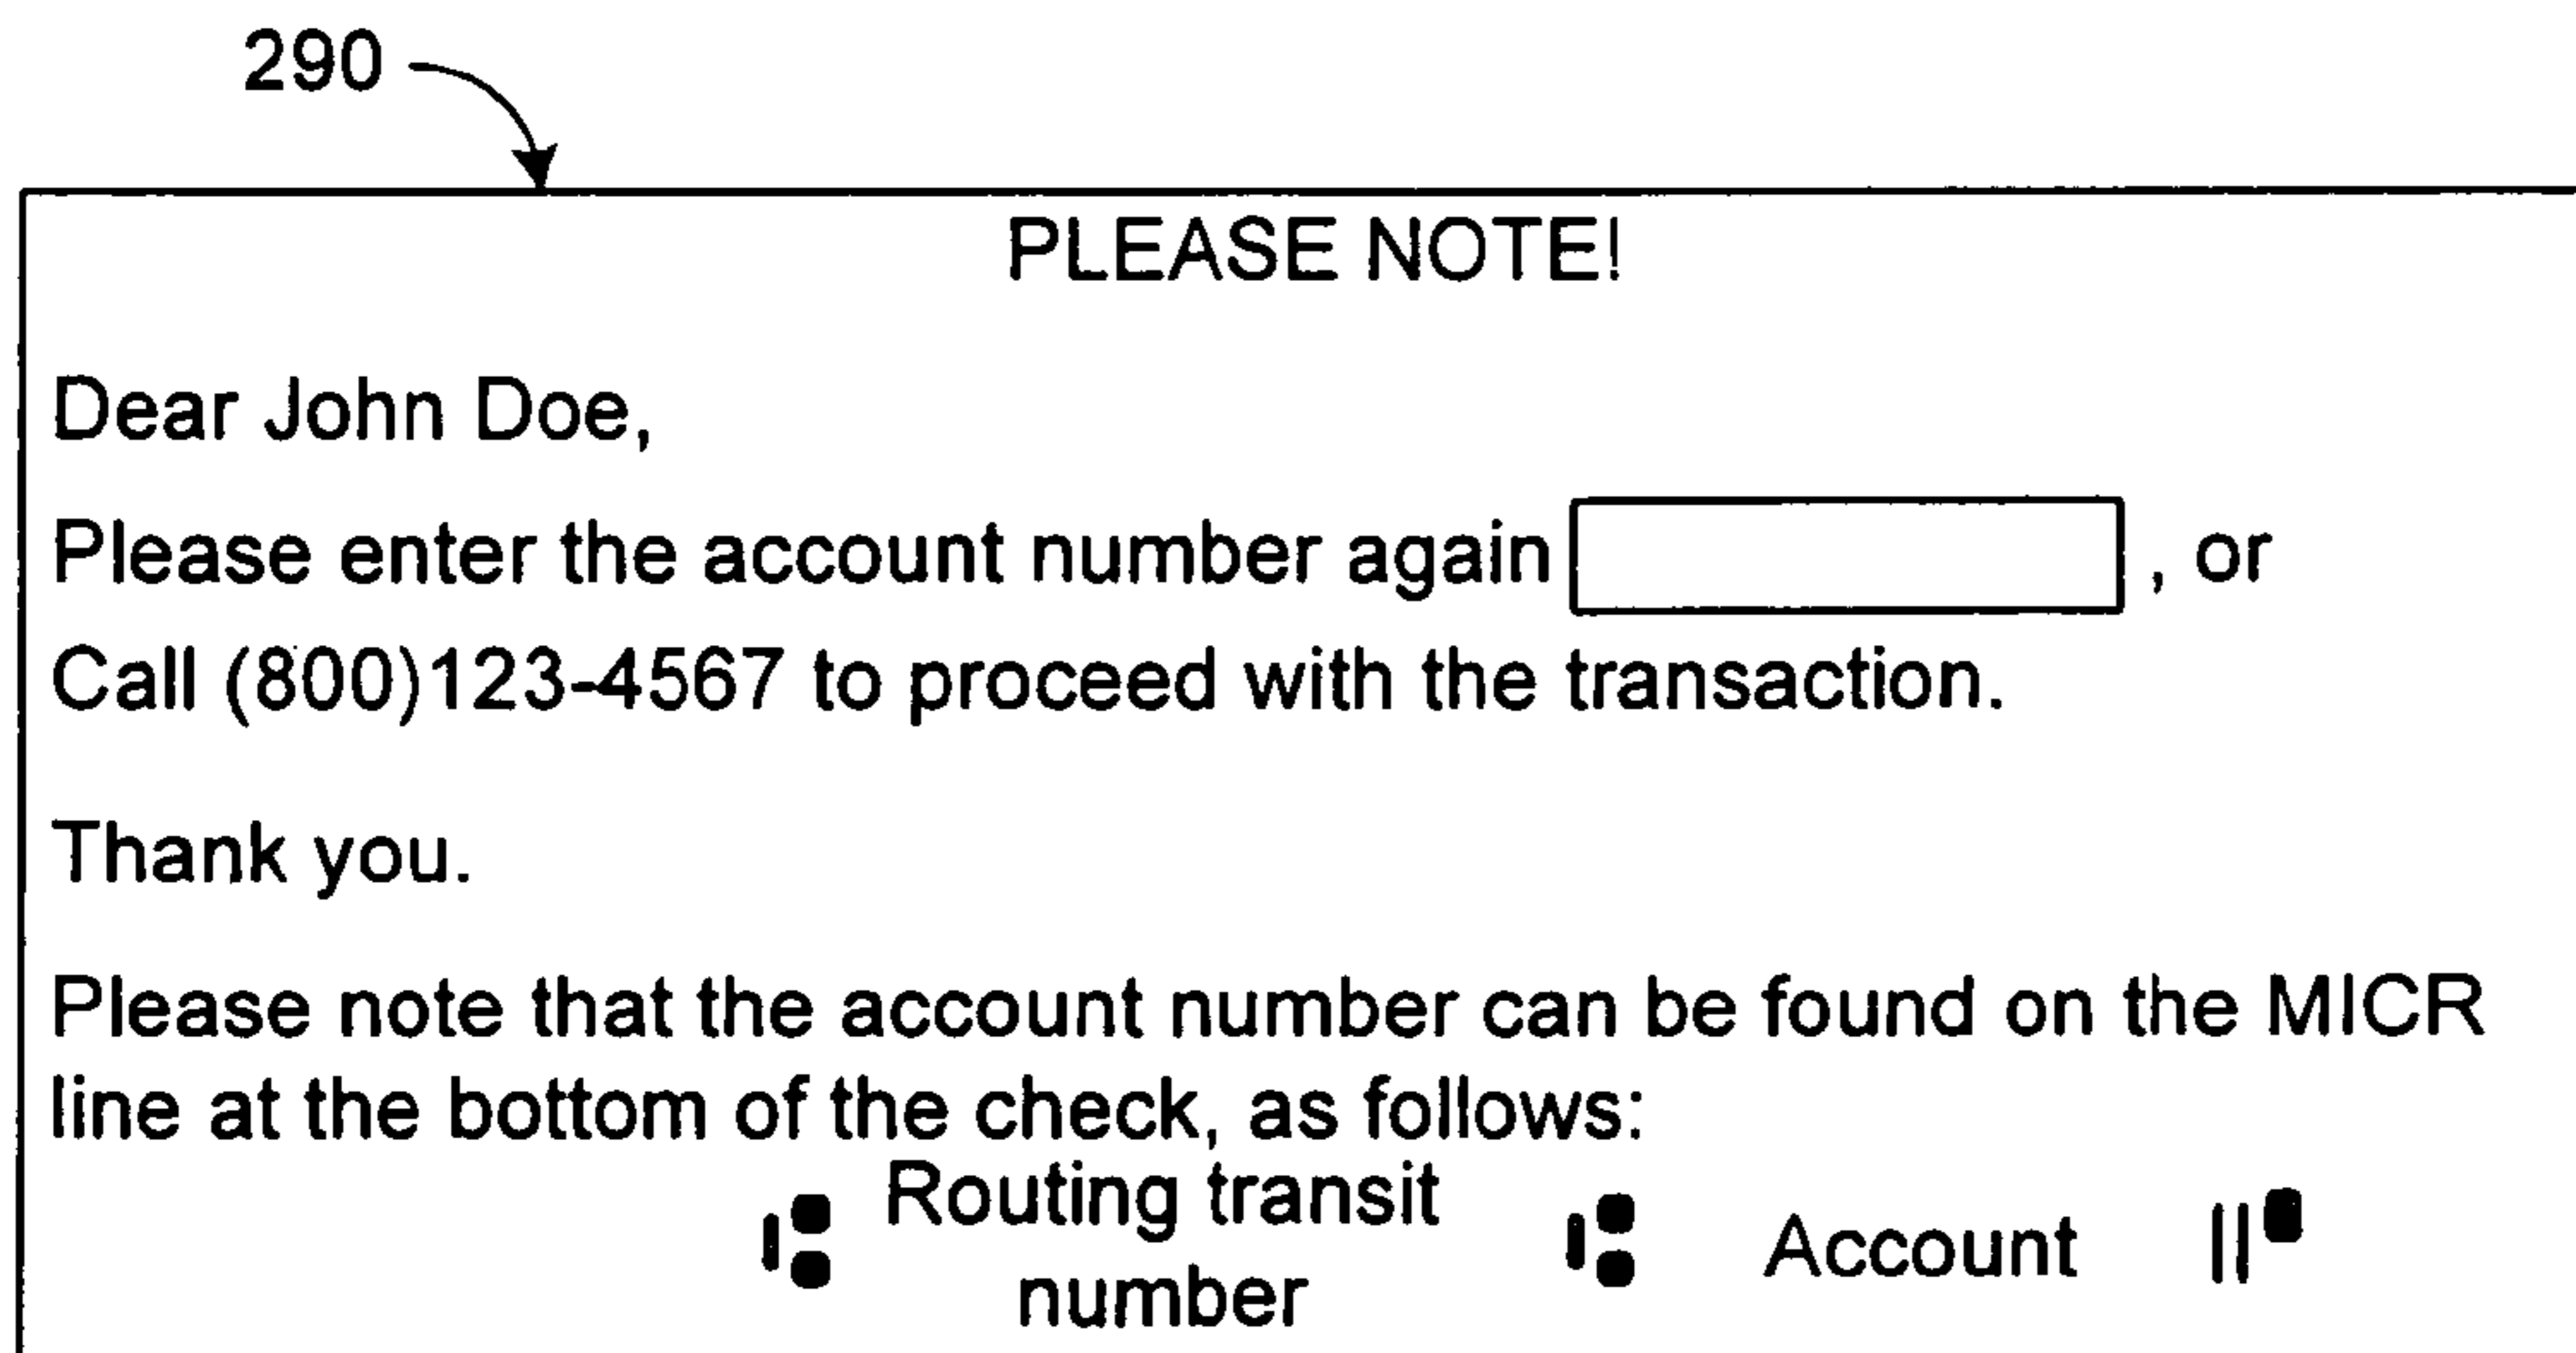 290
PLEASE NOTE!
Dear John Doe,
Please enter the account number again , or
Call (800)123-4567 to proceed with the transaction.
Thank you.
Please note that the account number can be found on the MICR
line at the bottom of the check, as follows:
⑆ Routing transit number ⑆ Account ⑈